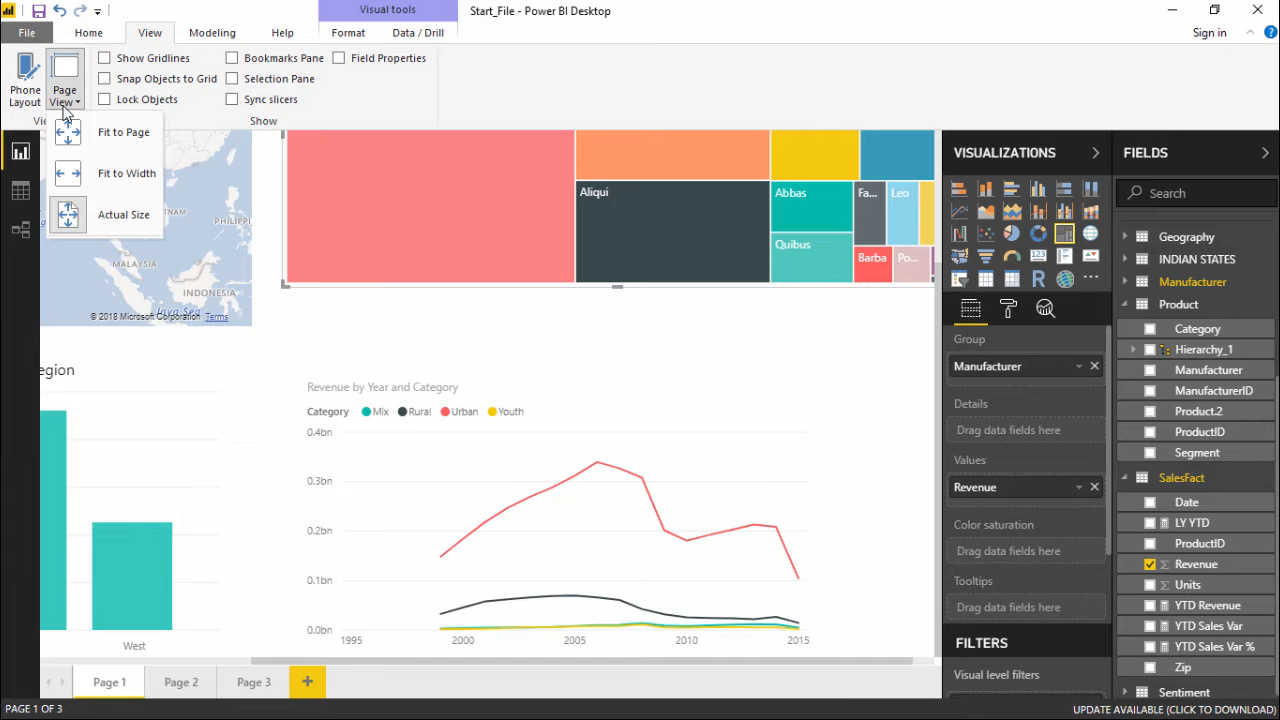 Visual tools
Start_File - Power BI Desktop
File
Home
View
Modeling
Help
Format
Data / Drill
Sign in
Phone Layout
Page View
Show Gridlines
Snap Objects to Grid
Lock Objects
Bookmarks Pane
Selection Pane
Sync slicers
Field Properties
Show
Fit to Page
Fit to Width
Actual Size
PHILIPP
MALAYSIA
INDONESIA
Java Sea
© 2018 Microsoft Corporation Terms
Aliqui
Abbas
Quibus
Fa...
Leo
Barba
Po...
egion
West
Revenue by Year and Category
Category Mix Rural Urban Youth
0.4bn
0.3bn
0.2bn
0.1bn
0.0bn
1995 2000 2005 2010 2015
Page 1
Page 2
Page 3
PAGE 1 OF 3
VISUALIZATIONS
R
Group
Manufacturer
Details
Drag data fields here
Values
Revenue
Color saturation
Drag data fields here
Tooltips
Drag data fields here
FILTERS
Visual level filters
FIELDS
Search
Geography
INDIAN STATES
Manufacturer
Product
Category
Hierarchy_1
Manufacturer
ManufacturerID
Product.2
ProductID
Segment
SalesFact
Date
LY YTD
ProductID
Revenue
Units
YTD Revenue
YTD Sales Var
YTD Sales Var %
Zip
Sentiment
UPDATE AVAILABLE (CLICK TO DOWNLOAD)